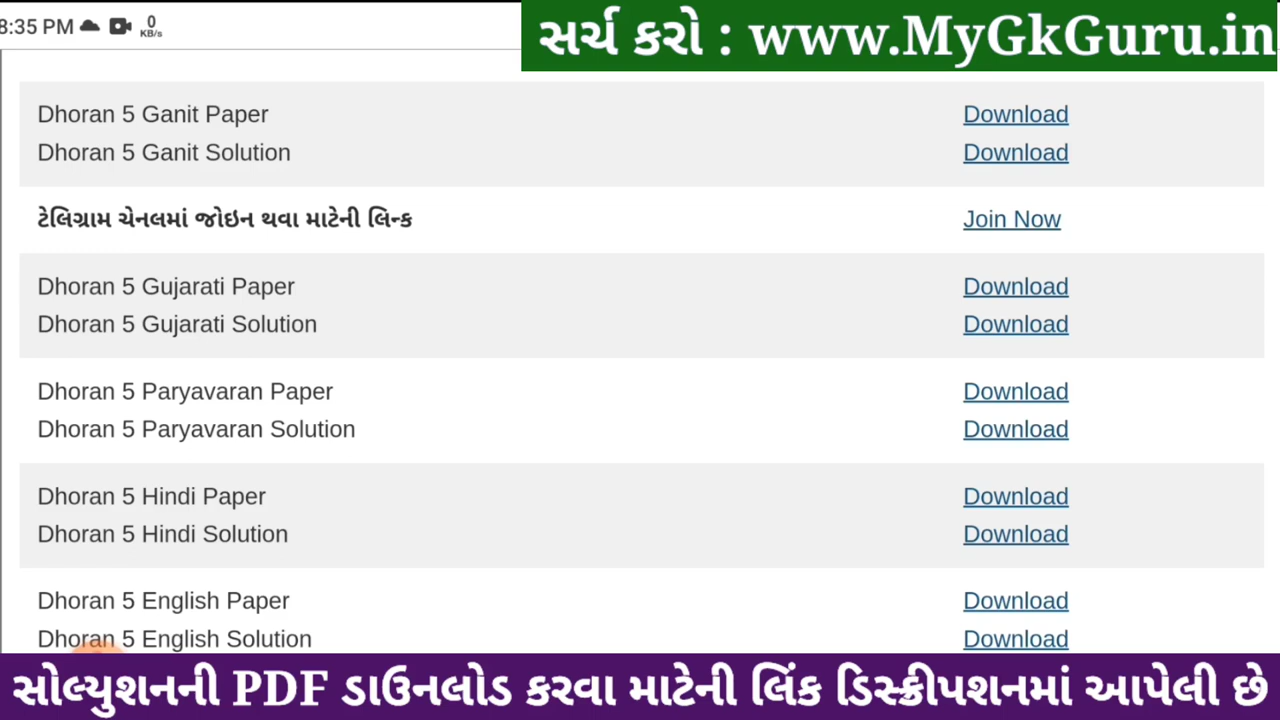 8:35 PM 0 KB/s
સર્ચ કરો : www.MyGkGuru.in
Dhoran 5 Ganit Paper Download
Dhoran 5 Ganit Solution Download
ટેલિગ્રામ ચેનલમાં જોઇન થવા માટેની લિન્ક Join Now
Dhoran 5 Gujarati Paper Download
Dhoran 5 Gujarati Solution Download
Dhoran 5 Paryavaran Paper Download
Dhoran 5 Paryavaran Solution Download
Dhoran 5 Hindi Paper Download
Dhoran 5 Hindi Solution Download
Dhoran 5 English Paper Download
Dhoran 5 English Solution Download
સોલ્યુશનની PDF ડાઉનલોડ કરવા માટેની લિંક ડિસ્ક્રીપશનમાં આપેલી છે